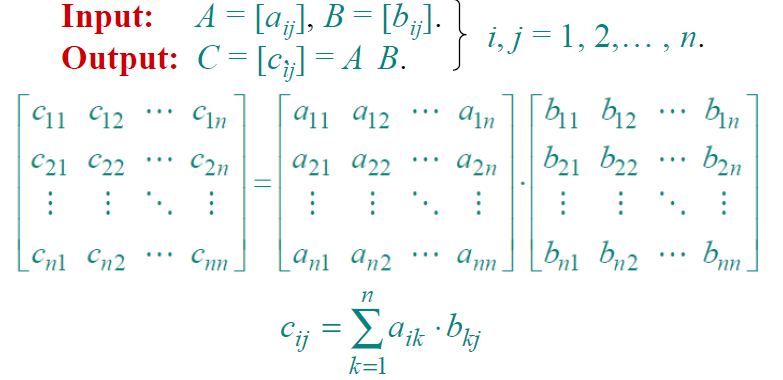 Input: A = [aᵢⱼ], B = [bᵢⱼ].
Output: C = [cᵢⱼ] = A B.
} i, j = 1, 2,… , n.
[c₁₁ c₁₂ ⋯ c₁ₙ] = [a₁₁ a₁₂ ⋯ a₁ₙ] · [b₁₁ b₁₂ ⋯ b₁ₙ]
[c₂₁ c₂₂ ⋯ c₂ₙ] [a₂₁ a₂₂ ⋯ a₂ₙ] [b₂₁ b₂₂ ⋯ b₂ₙ]
[⋮ ⋮ ⋱ ⋮] [⋮ ⋮ ⋱ ⋮] [⋮ ⋮ ⋱ ⋮]
[cₙ₁ cₙ₂ ⋯ cₙₙ] [aₙ₁ aₙ₂ ⋯ aₙₙ] [bₙ₁ bₙ₂ ⋯ bₙₙ]
cᵢⱼ = ∑ₖ₌₁ⁿ aᵢₖ · bₖⱼ